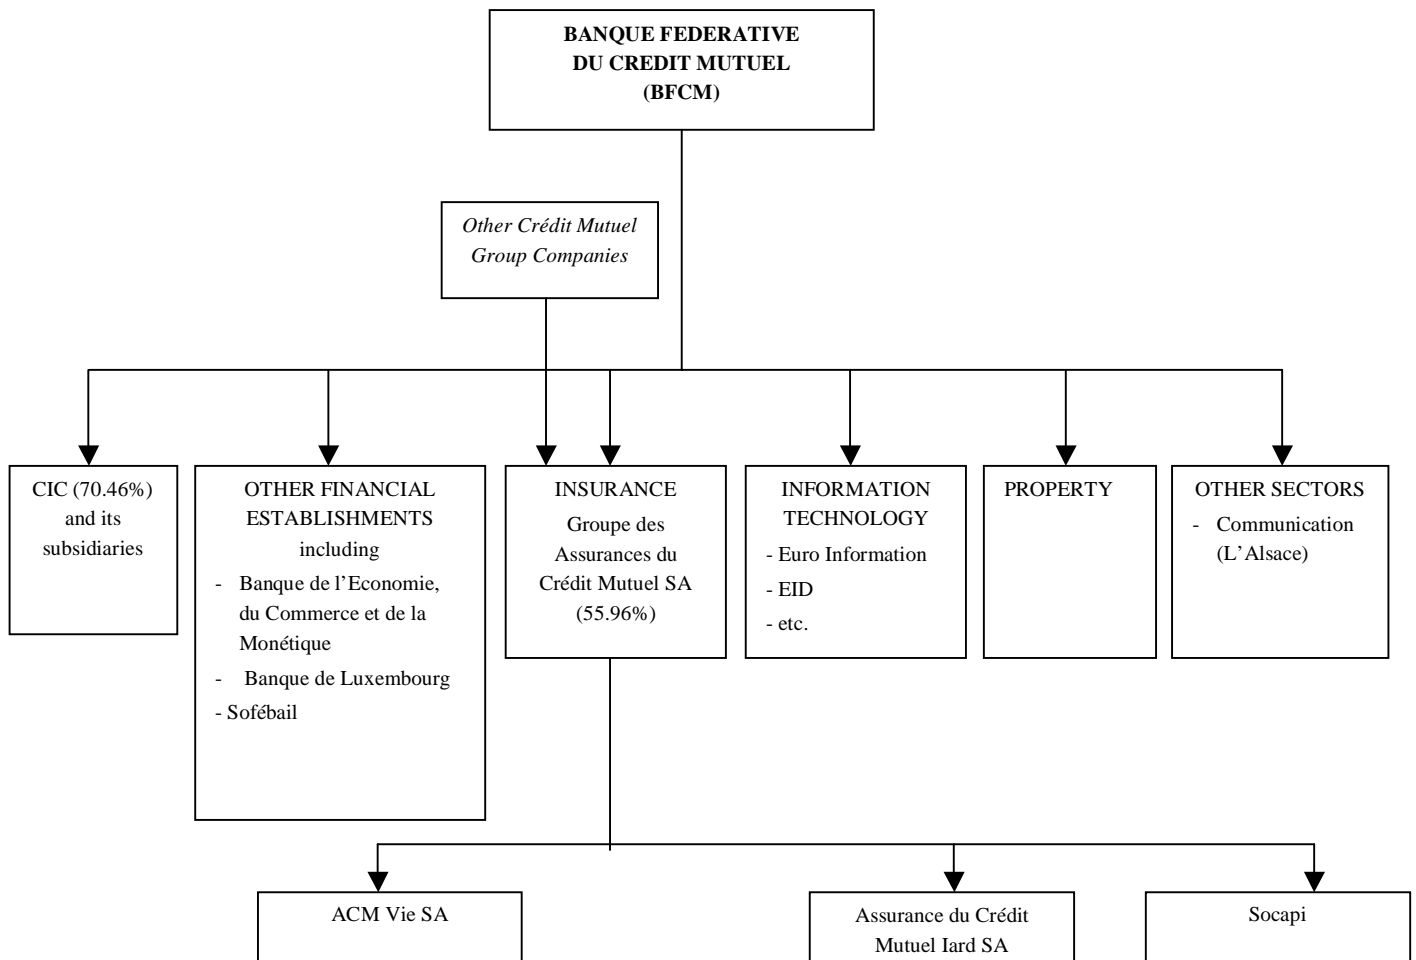 BANQUE FEDERATIVE
DU CREDIT MUTUEL
(BFCM)
Other Crédit Mutuel
Group Companies
CIC (70.46%)
and its
subsidiaries
OTHER FINANCIAL
ESTABLISHMENTS
including
- Banque de l’Economie,
du Commerce et de la
Monétique
- Banque de Luxembourg
- Sofébail
INSURANCE
Groupe des
Assurances du
Crédit Mutuel SA
(55.96%)
INFORMATION
TECHNOLOGY
- Euro Information
- EID
- etc.
PROPERTY
OTHER SECTORS
- Communication
(L’Alsace)
ACM Vie SA
Assurance du Crédit
Mutuel Iard SA
Socapi